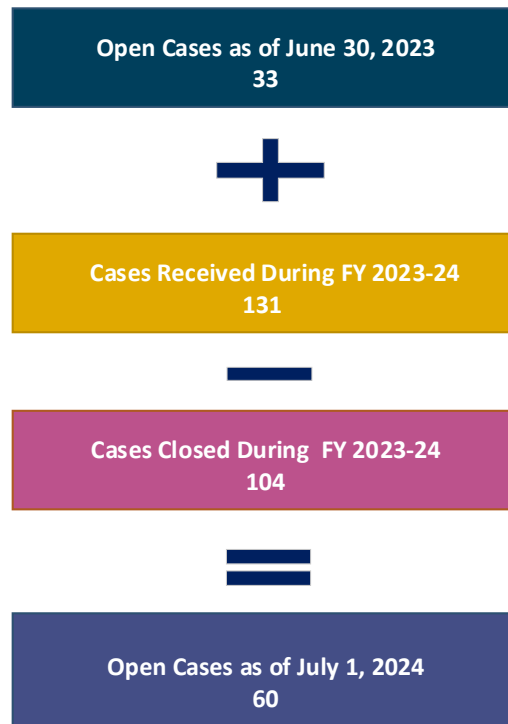 Open Cases as of June 30, 2023
33
Cases Received During FY 2023-24
131
Cases Closed During  FY 2023-24
104
Open Cases as of July 1, 2024
60